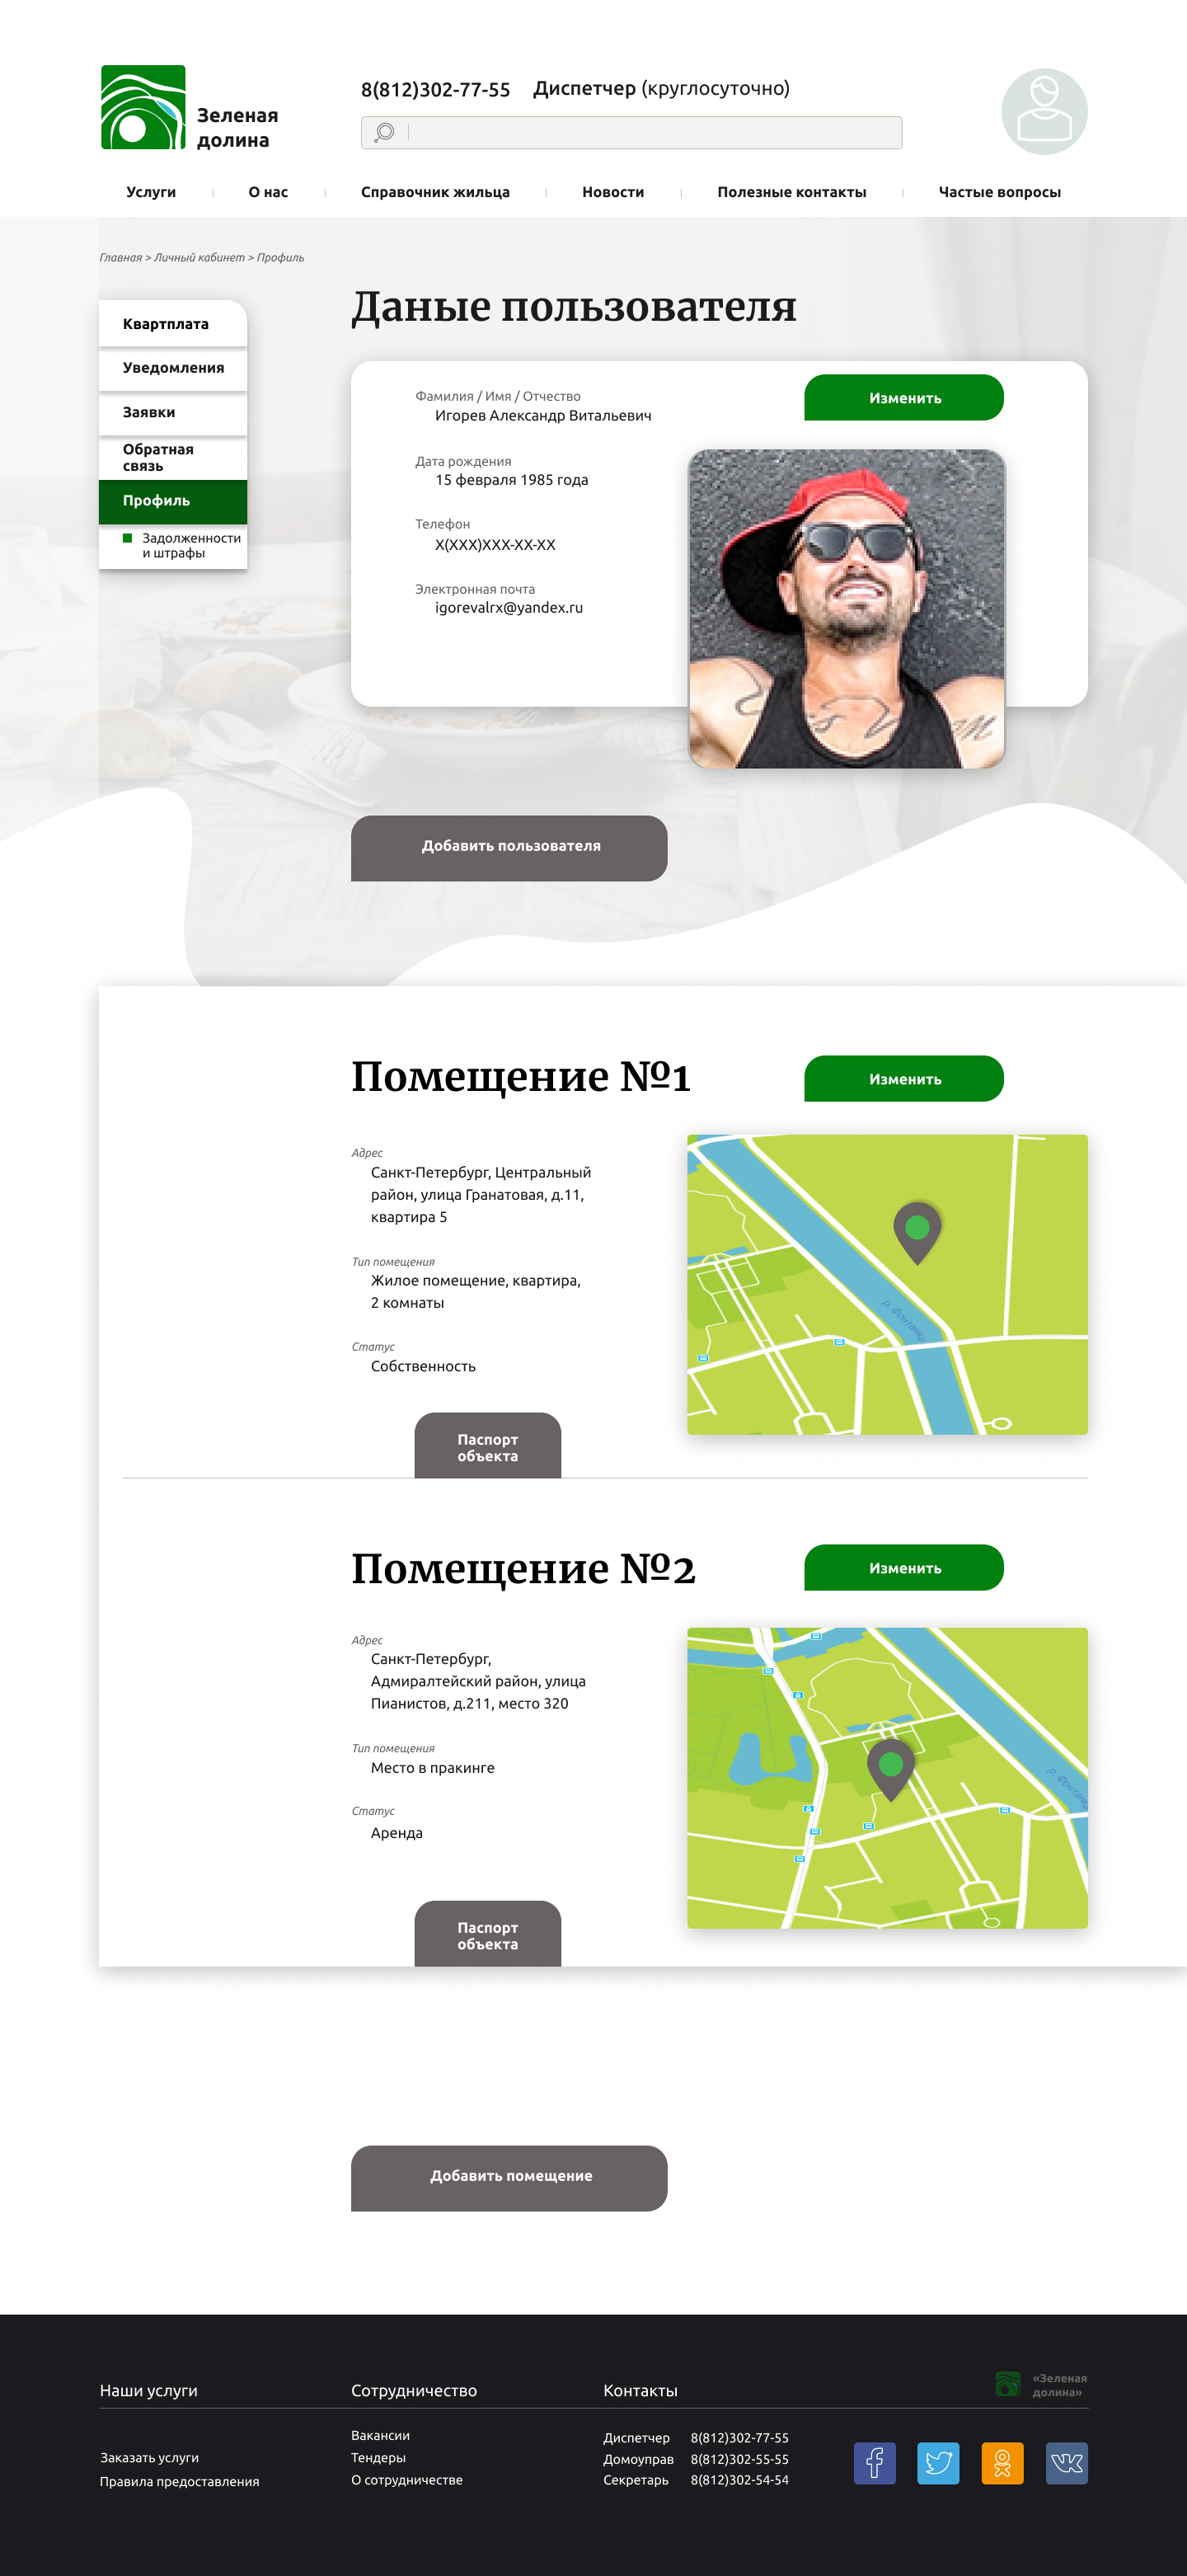 Зеленая
долина
8(812)302-77-55 Диспетчер (круглосуточно)
Услуги О нас Справочник жильца Новости Полезные контакты Частые вопросы
Главная > Личный кабинет > Профиль
Квартплата
Уведомления
Заявки
Обратная
связь
Профиль
Задолженности
и штрафы
Даные пользователя
Фамилия / Имя / Отчество
Игорев Александр Витальевич
Изменить
Дата рождения
15 февраля 1985 года
Телефон
X(XXX)XXX-XX-XX
Электронная почта
igorevalrx@yandex.ru
Добавить пользователя
Помещение №1
Изменить
Адрес
Санкт-Петербург, Центральный
район, улица Гранатовая, д.11,
квартира 5
Тип помещения
Жилое помещение, квартира,
2 комнаты
Статус
Собственность
р. Фонтанка
Паспорт
объекта
Помещение №2
Изменить
Адрес
Санкт-Петербург,
Адмиралтейский район, улица
Пианистов, д.211, место 320
Тип помещения
Место в пракинге
Статус
Аренда
р. Фонтанка
Паспорт
объекта
Добавить помещение
Наши услуги
Заказать услуги
Правила предоставления
Сотрудничество
Вакансии
Тендеры
О сотрудничестве
Контакты
Диспетчер 8(812)302-77-55
Домоуправ 8(812)302-55-55
Секретарь 8(812)302-54-54
«Зеленая
долина»